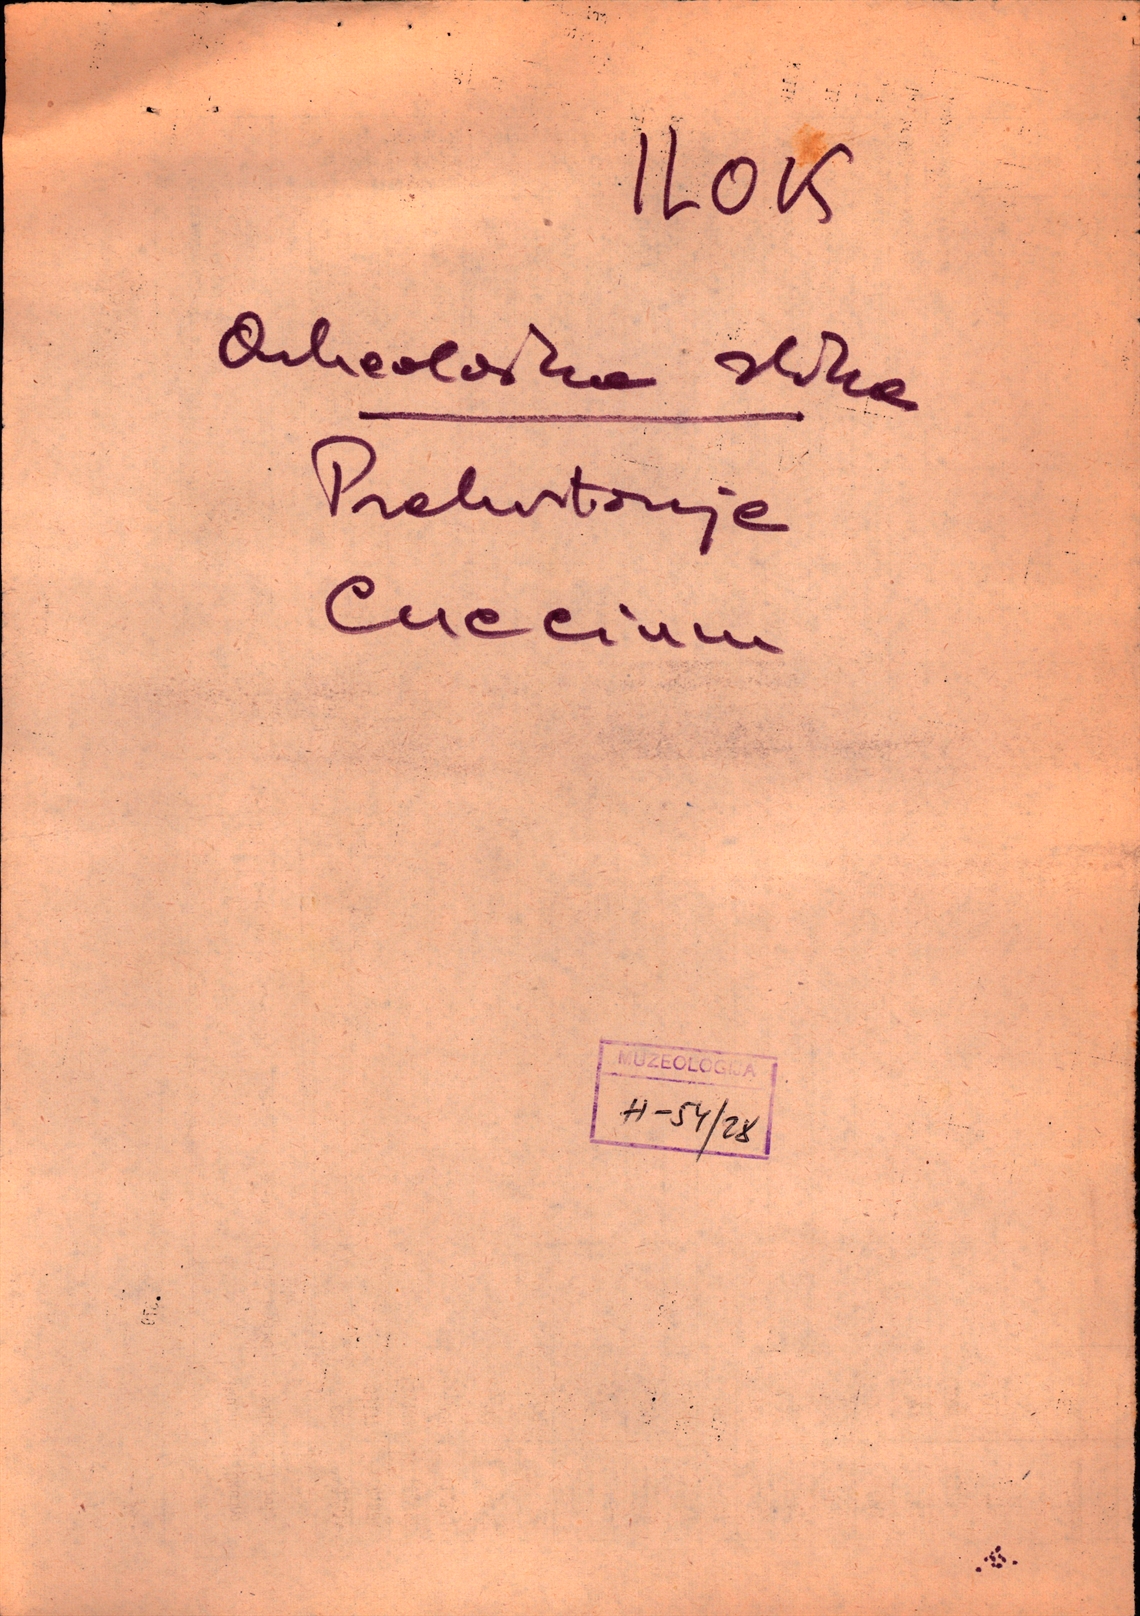 ILOK
Arheološka slika
Prehistorije
Cuccium
MUZEOLOGIJA
H-54/28